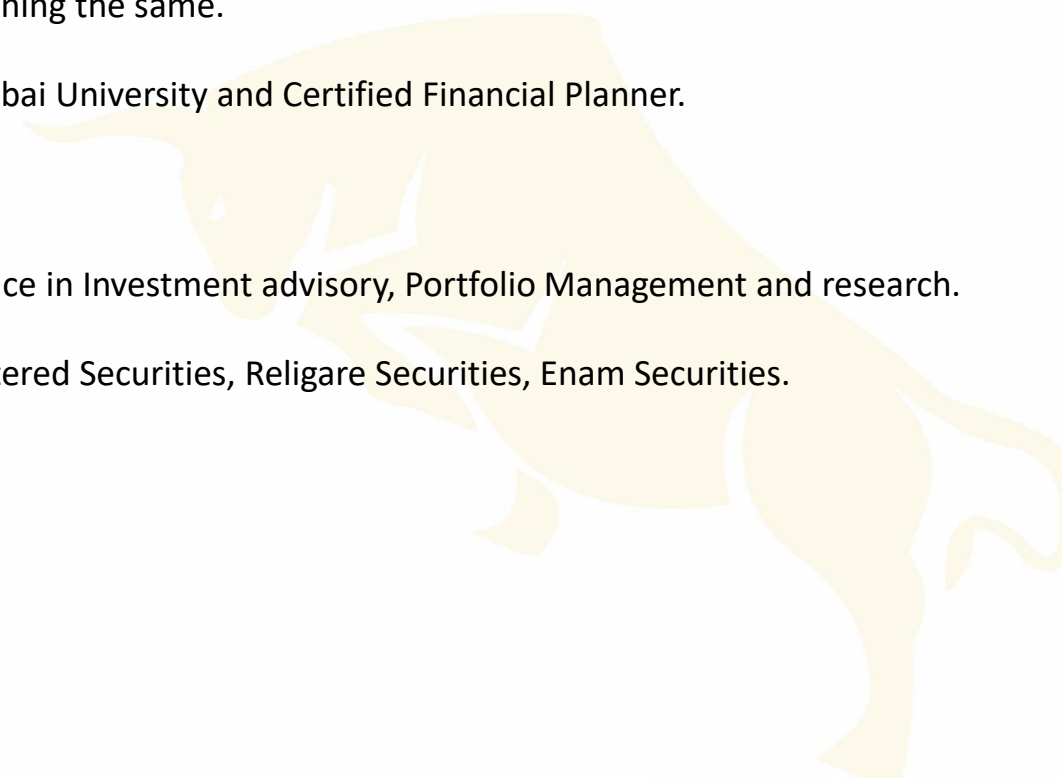 ning the same.
bai University and Certified Financial Planner.
ce in Investment advisory, Portfolio Management and research.
tered Securities, Religare Securities, Enam Securities.